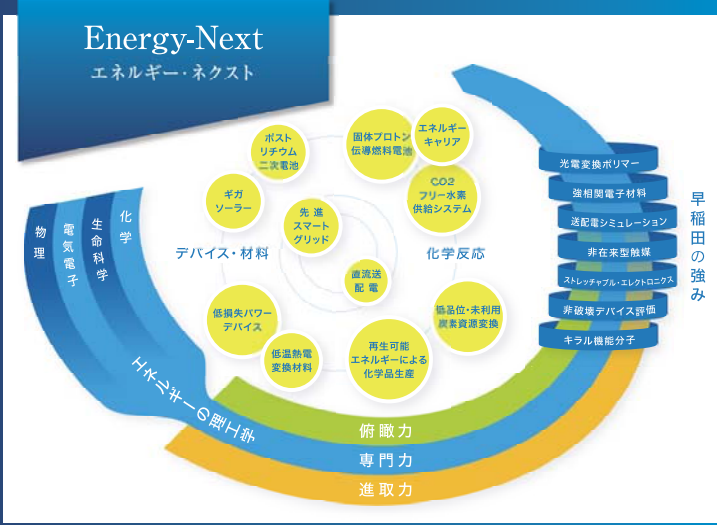 Energy-Next
エネルギー・ネクスト
ポスト
リチウム
二次電池
固体プロトン
伝導燃料電池
エネルギー
キャリア
ギガ
ソーラー
CO2
フリー水素
供給システム
先進
スマート
グリッド
デバイス・材料
化学反応
直流送
配電
低損失パワー
デバイス
低品位・未利用
炭素資源変換
低温熱電
変換材料
再生可能
エネルギーによる
化学品生産
物理
電気電子
生命科学
化学
エネルギーの理工学
俯瞰力
専門力
進取力
光電変換ポリマー
強相関電子材料
送配電シミュレーション
非在来型触媒
ストレッチャブル・エレクトロニクス
非破壊デバイス評価
キラル機能分子
早稲田の強み